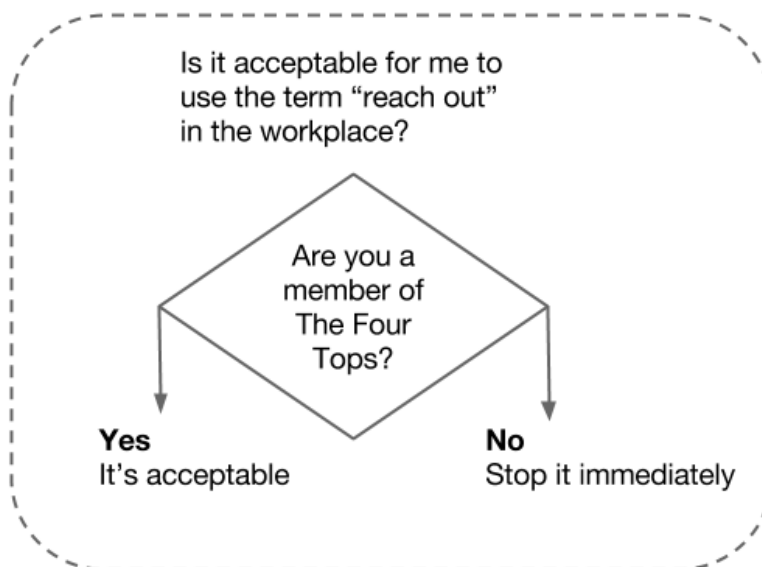 Is it acceptable for me to
use the term “reach out”
in the workplace?
Are you a
member of
The Four
Tops?
Yes
It’s acceptable
No
Stop it immediately